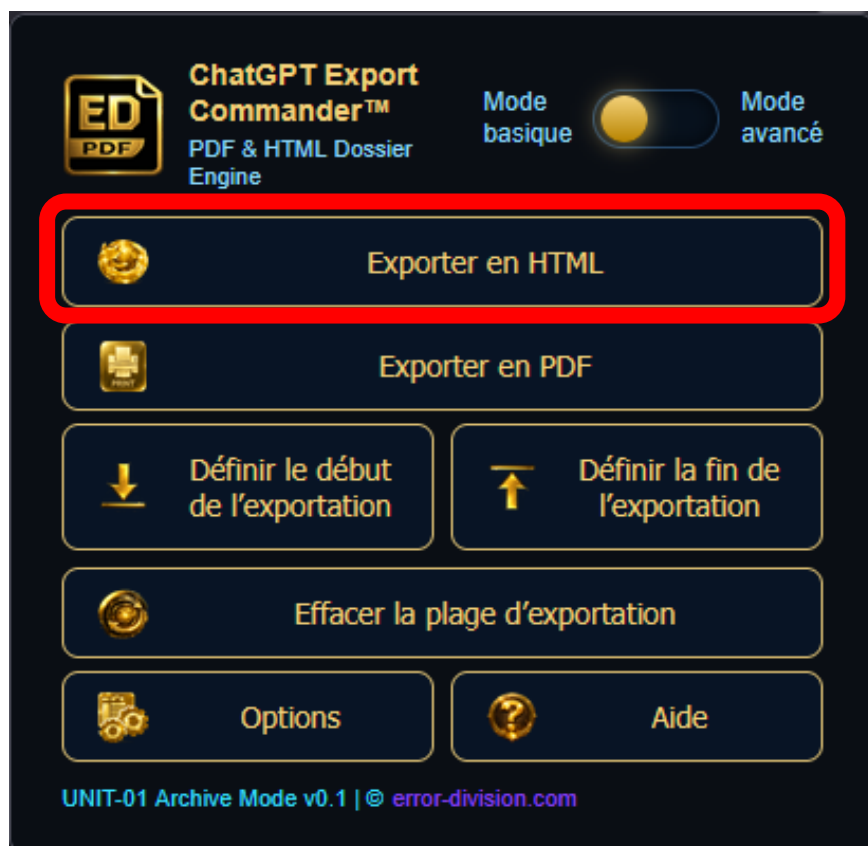 ChatGPT Export
Commander™
PDF & HTML Dossier
Engine
Mode
basique
Mode
avancé
ED
PDF
Exporter en HTML
PRINT
Exporter en PDF
Définir le début
de l’exportation
Définir la fin de
l’exportation
Effacer la plage d’exportation
Options
Aide
UNIT-01 Archive Mode v0.1 | © error-division.com